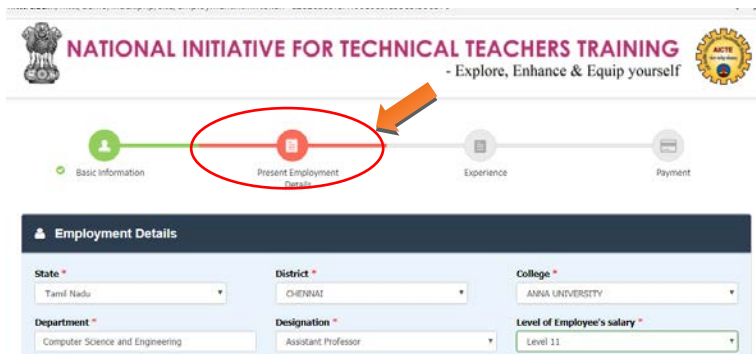 NATIONAL INITIATIVE FOR TECHNICAL TEACHERS TRAINING
- Explore, Enhance & Equip yourself
AICTE
Basic Information
Present Employment
Details
Experience
Payment
Employment Details
State *
District *
College *
Tamil Nadu
CHENNAI
ANNA UNIVERSITY
Department *
Designation *
Level of Employee's salary *
Computer Science and Engineering
Assistant Professor
Level 11